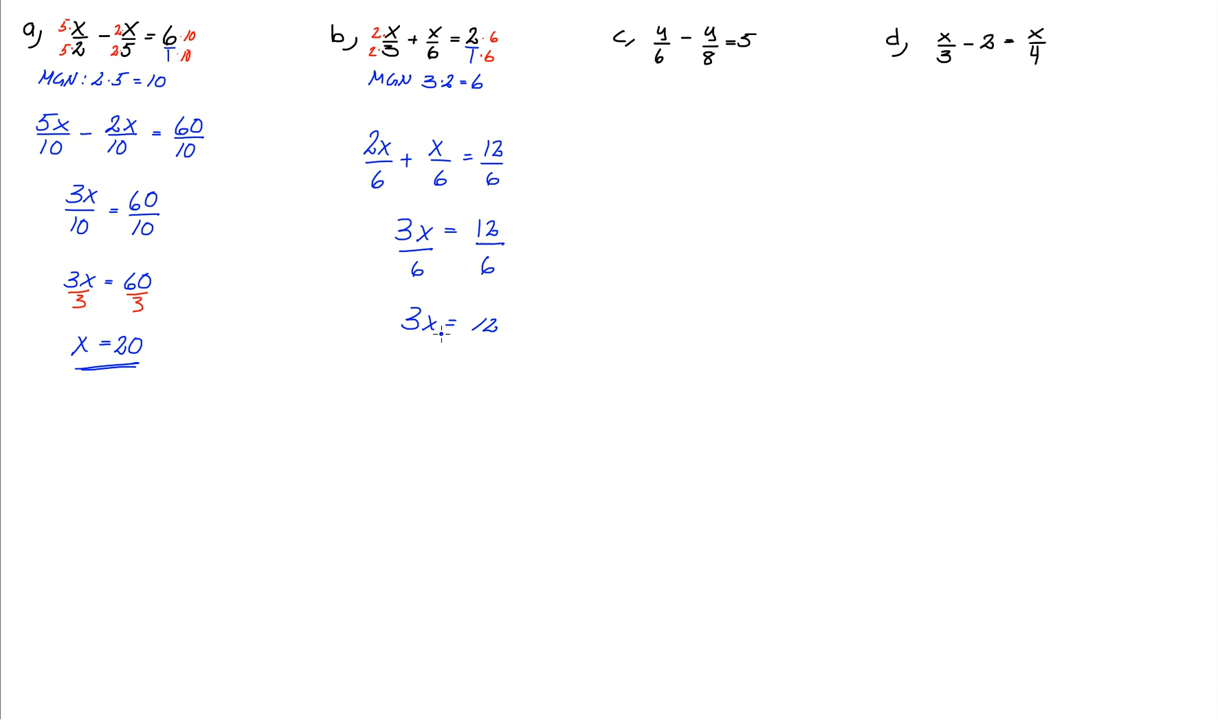 a) 5·x/5·2 − 2·x/2·5 = 6·10/1·10
MGN: 2·5 = 10
5x/10 − 2x/10 = 60/10
3x/10 = 60/10
3x/3 = 60/3
x = 20
b) 2·x/2·3 + x/6 = 2·6/1·6
MGN 3·2 = 6
2x/6 + x/6 = 12/6
3x/6 = 12/6
3x = 12
c) y/6 − y/8 = 5
d) x/3 − 2 = x/4